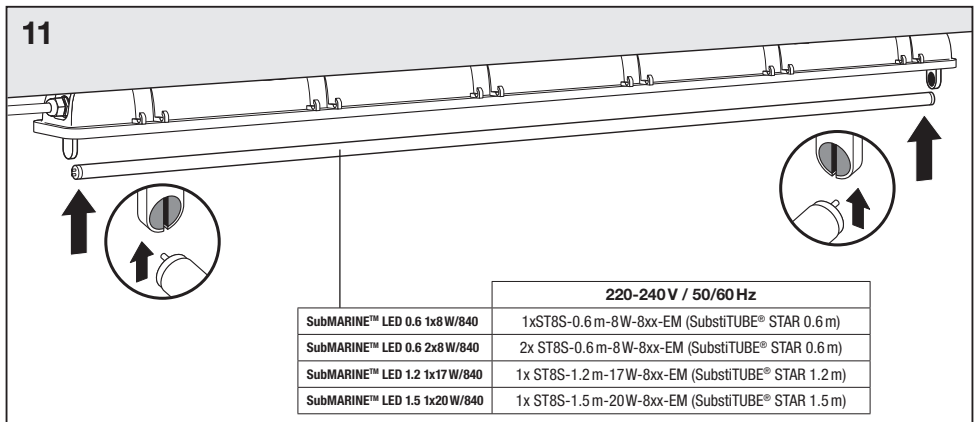 11
220-240 V / 50/60 Hz
SubMARINE™ LED 0.6 1x8 W/840 1xST8S-0.6 m-8 W-8xx-EM (SubstiTUBE® STAR 0.6 m)
SubMARINE™ LED 0.6 2x8 W/840 2x ST8S-0.6 m-8 W-8xx-EM (SubstiTUBE® STAR 0.6 m)
SubMARINE™ LED 1.2 1x17 W/840 1x ST8S-1.2 m-17 W-8xx-EM (SubstiTUBE® STAR 1.2 m)
SubMARINE™ LED 1.5 1x20 W/840 1x ST8S-1.5 m-20 W-8xx-EM (SubstiTUBE® STAR 1.5 m)